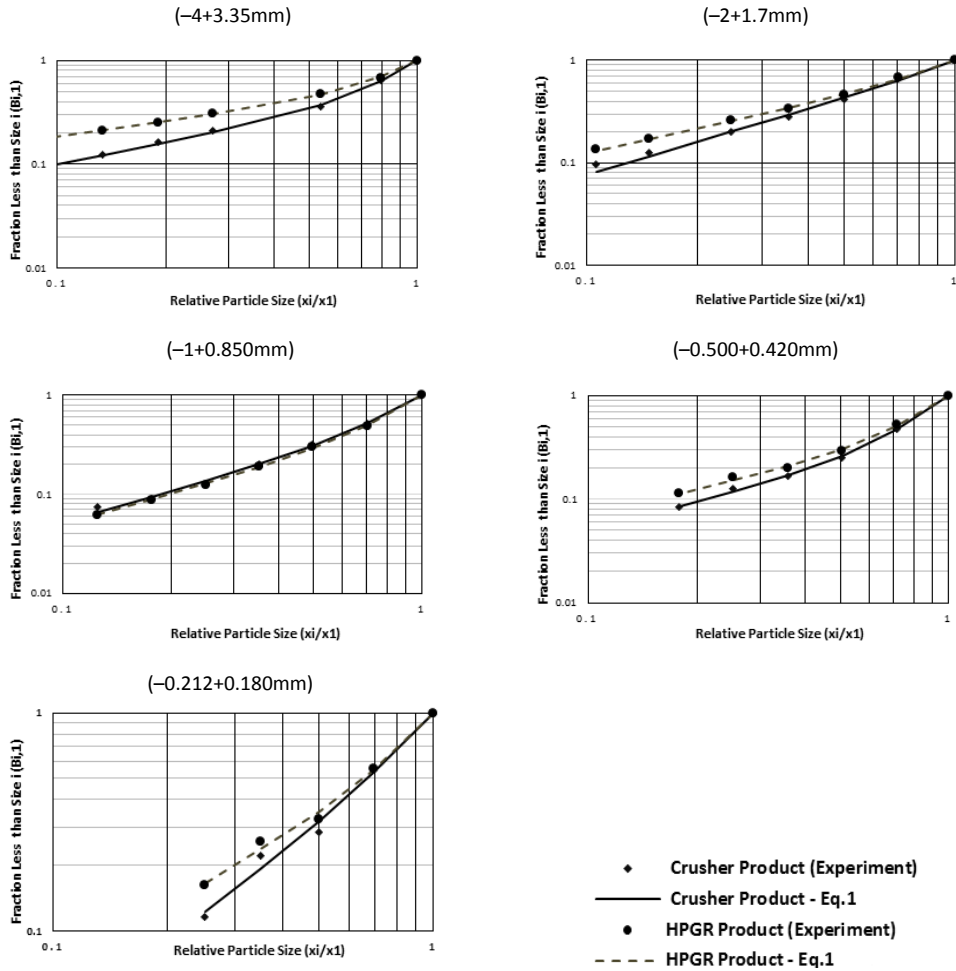 (–4+3.35mm)
Fraction Less than Size i (Bi,1)
1
0.1
0.01
0.1
1
Relative Particle Size (xi/x1)
(–2+1.7mm)
Fraction Less than Size i (Bi,1)
1
0.1
0.01
0.1
1
Relative Particle Size (xi/x1)
(–1+0.850mm)
Fraction Less than Size i (Bi,1)
1
0.1
0.01
0.1
1
Relative Particle Size (xi/x1)
(–0.500+0.420mm)
Fraction Less than Size i (Bi,1)
1
0.1
0.01
0.1
1
Relative Particle Size (xi/x1)
(–0.212+0.180mm)
Fraction Less than Size i (Bi,1)
1
0.1
0.1
1
Relative Particle Size (xi/x1)
Crusher Product (Experiment)
Crusher Product - Eq.1
HPGR Product (Experiment)
HPGR Product - Eq.1